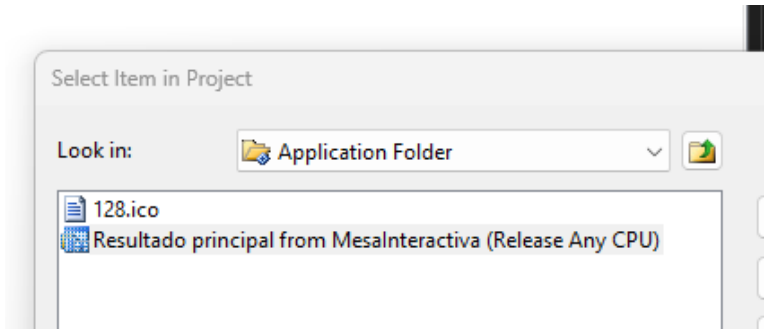 Select Item in Project
Look in:
Application Folder
128.ico
Resultado principal from MesaInteractiva (Release Any CPU)